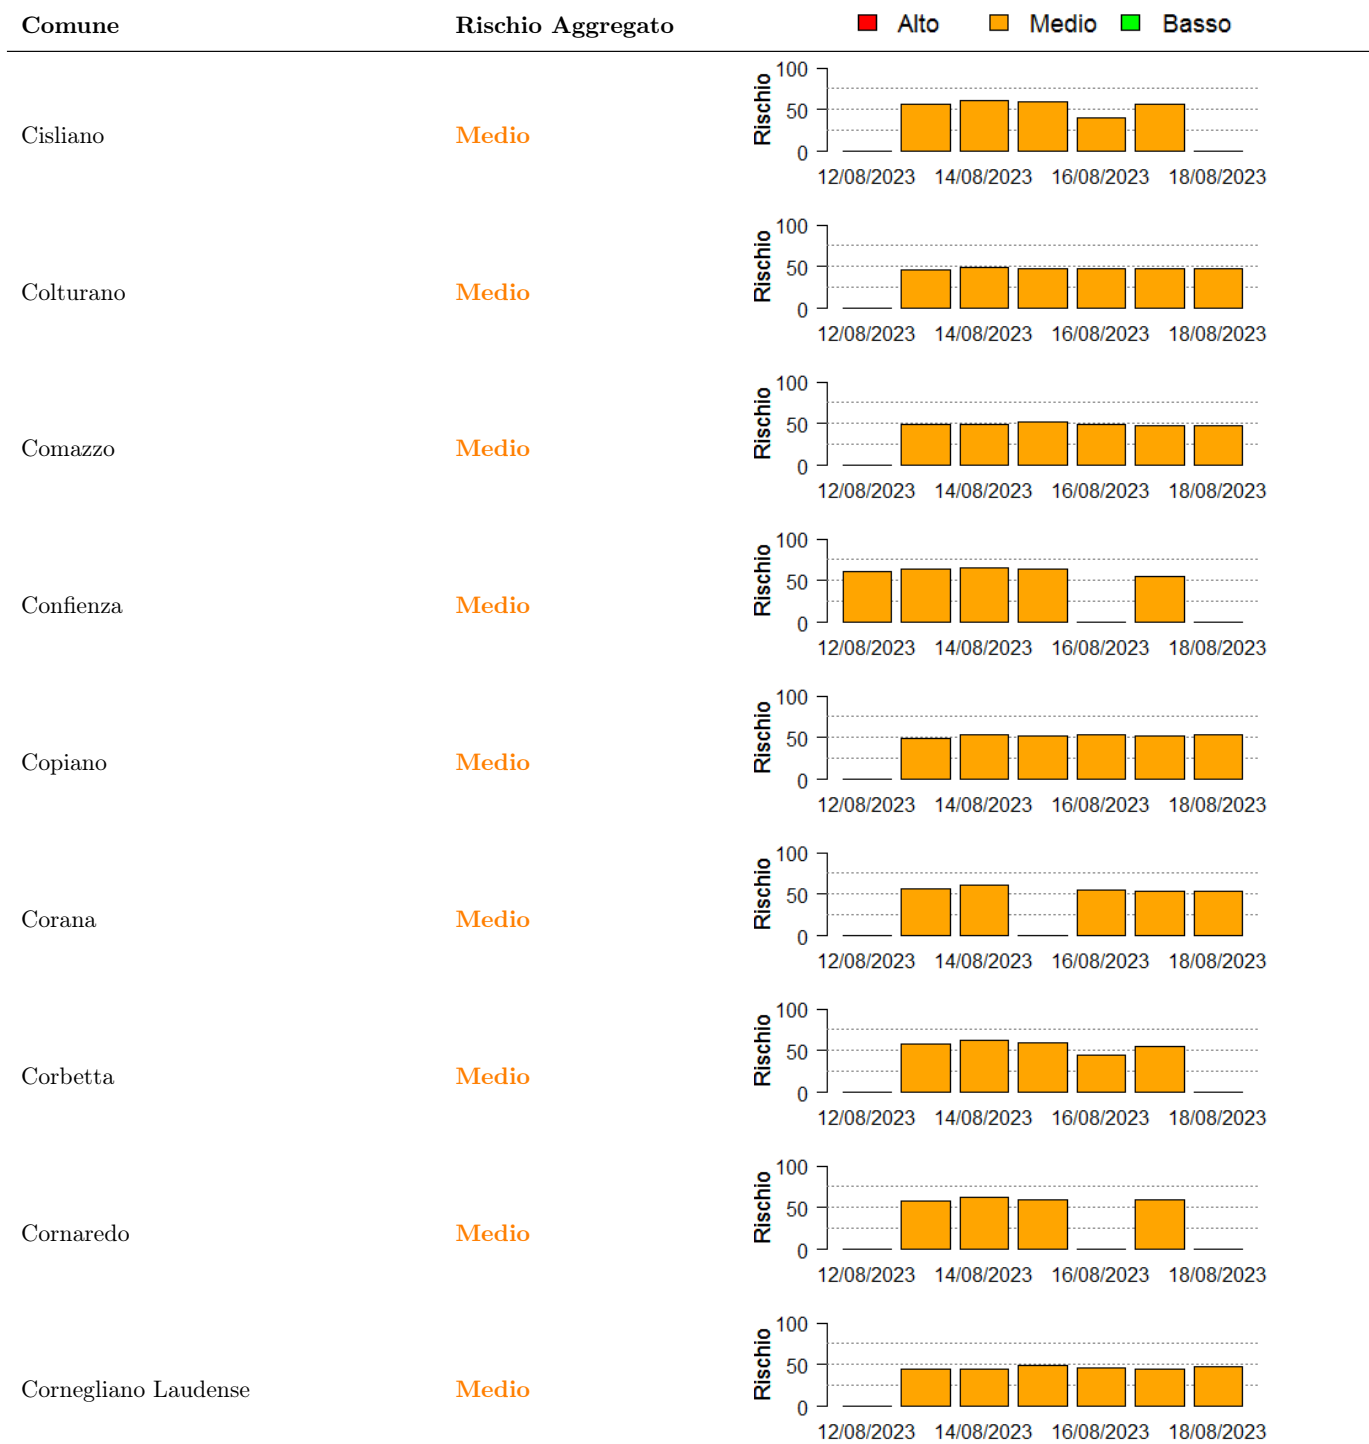 Comune Rischio Aggregato Alto Medio Basso
Cisliano Medio Rischio 100 50 0
12/08/2023 14/08/2023 16/08/2023 18/08/2023
Colturano Medio Rischio 100 50 0
12/08/2023 14/08/2023 16/08/2023 18/08/2023
Comazzo Medio Rischio 100 50 0
12/08/2023 14/08/2023 16/08/2023 18/08/2023
Confienza Medio Rischio 100 50 0
12/08/2023 14/08/2023 16/08/2023 18/08/2023
Copiano Medio Rischio 100 50 0
12/08/2023 14/08/2023 16/08/2023 18/08/2023
Corana Medio Rischio 100 50 0
12/08/2023 14/08/2023 16/08/2023 18/08/2023
Corbetta Medio Rischio 100 50 0
12/08/2023 14/08/2023 16/08/2023 18/08/2023
Cornaredo Medio Rischio 100 50 0
12/08/2023 14/08/2023 16/08/2023 18/08/2023
Cornegliano Laudense Medio Rischio 100 50 0
12/08/2023 14/08/2023 16/08/2023 18/08/2023